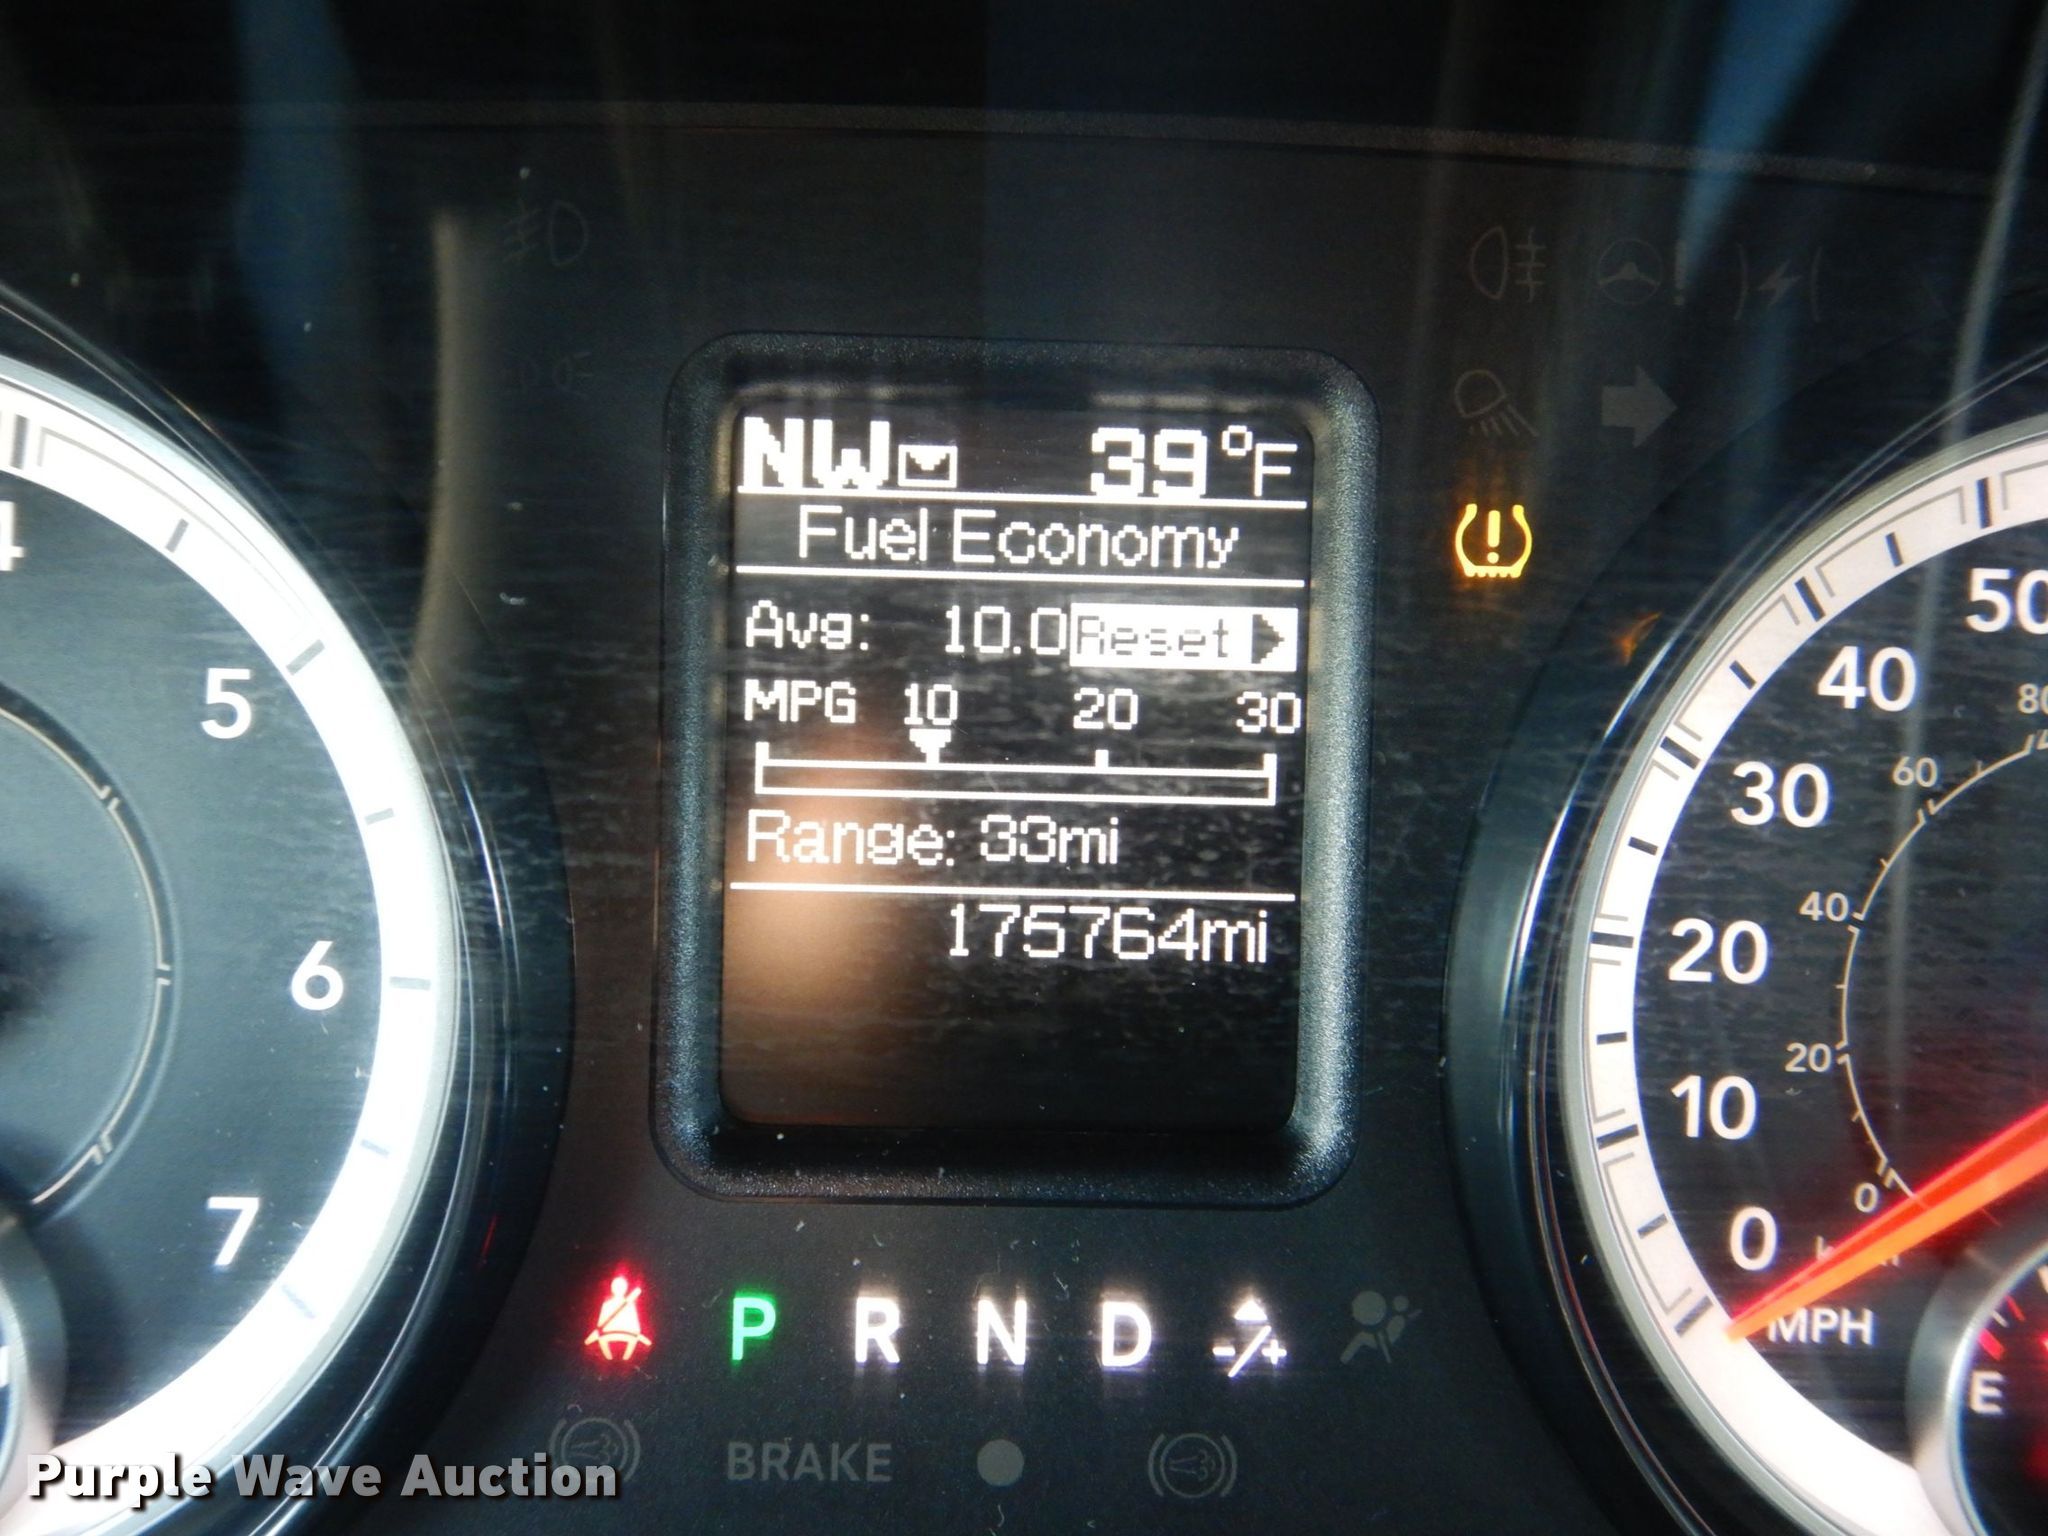 NW 39°F
Fuel Economy
Avg: 10.0 Reset
MPG 10 20 30
Range: 33mi
175764mi
4
5
6
7
50
40
30
20
10
0
MPH
80
60
40
20
0
E
P R N D -/+
BRAKE
Purple Wave Auction